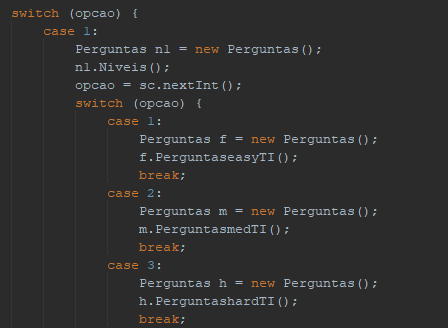 switch (opcao) {
case 1:
Perguntas n1 = new Perguntas();
n1.Niveis();
opcao = sc.nextInt();
switch (opcao) {
case 1:
Perguntas f = new Perguntas();
f.PerguntaseasyTI();
break;
case 2:
Perguntas m = new Perguntas();
m.PerguntasmedTI();
break;
case 3:
Perguntas h = new Perguntas();
h.PerguntashardTI();
break;